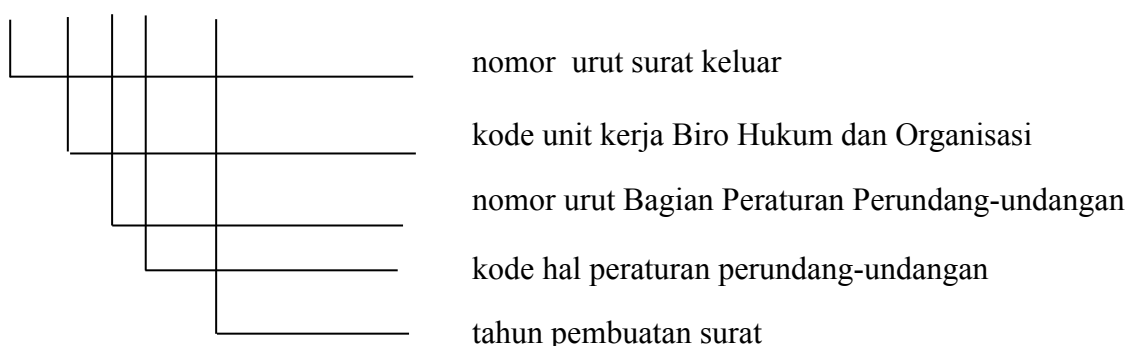 nomor urut surat keluar
kode unit kerja Biro Hukum dan Organisasi
nomor urut Bagian Peraturan Perundang-undangan
kode hal peraturan perundang-undangan
tahun pembuatan surat